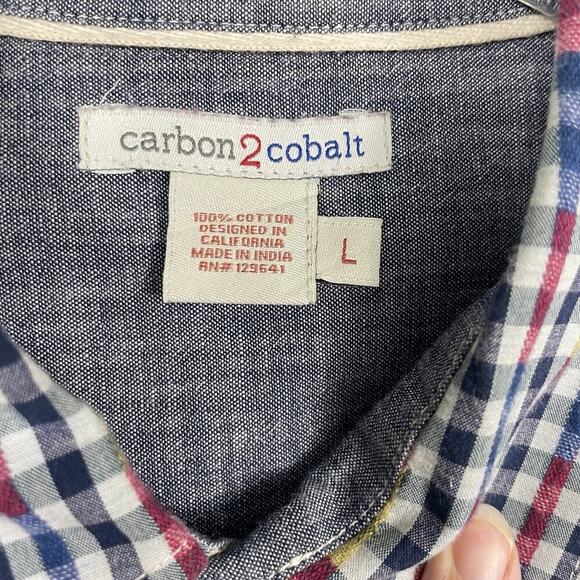 carbon2cobalt
100% COTTON
DESIGNED IN
CALIFORNIA
MADE IN INDIA
RN# 129641
L